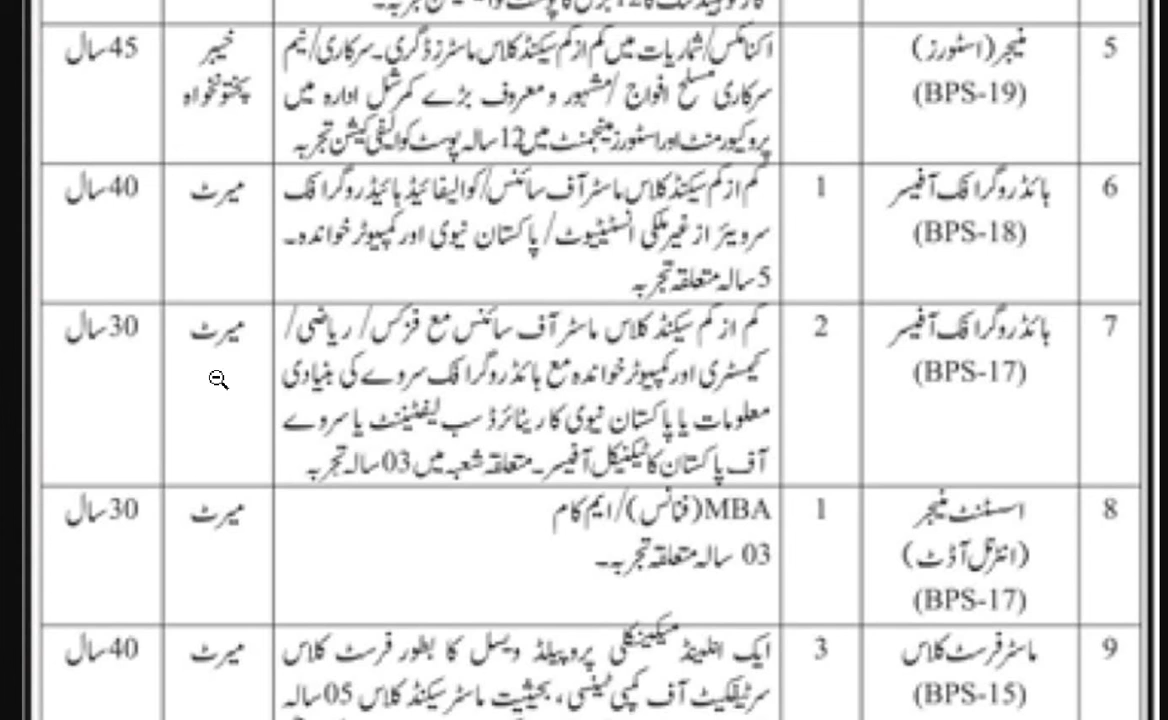 5
منیجر (اسٹورز)
(BPS-19)
اکنامکس/شماریات میں کم از کم سیکنڈ کلاس ماسٹرز ڈگری۔ سرکاری/نیم
سرکاری مسلح افواج /مشہور و معروف بڑے کمرشل ادارہ میں
پروکیورمنٹ اور اسٹورز مینجمنٹ میں 12 سالہ پوسٹ کوالیفی کیشن تجربہ
خیبر
پختونخواہ
45 سال
6
ہائڈروگرافک آفیسر
(BPS-18)
1
کم از کم سیکنڈ کلاس ماسٹر آف سائنس/کوالیفائیڈ ہائیڈروگرافک
سرویئر از غیر ملکی انسٹیٹیوٹ/ پاکستان نیوی اور کمپیوٹر خواندہ۔
5 سالہ متعلقہ تجربہ
میرٹ
40 سال
7
ہائڈروگرافک آفیسر
(BPS-17)
2
کم از کم سیکنڈ کلاس ماسٹر آف سائنس مع فزکس/ ریاضی/
کیمسٹری اور کمپیوٹر خواندہ مع ہائڈروگرافک سروے کی بنیادی
معلومات یا پاکستان نیوی کا ریٹائرڈ سب لیفٹیننٹ یا سروے
آف پاکستان کا ٹیکنیکل آفیسر۔ متعلقہ شعبہ میں 03 سالہ تجربہ
میرٹ
30 سال
8
اسسٹنٹ منیجر
(انٹرنل آڈٹ)
(BPS-17)
1
MBA (فنانس)/ایم کام
03 سالہ متعلقہ تجربہ۔
میرٹ
30 سال
9
ماسٹر فرسٹ کلاس
(BPS-15)
3
ایک انلینڈ میکینکلی پروپیلڈ ویسل کا بطور فرسٹ کلاس
سرٹیفکیٹ آف کمپی ٹینسی، بحیثیت ماسٹر سیکنڈ کلاس 05 سالہ
میرٹ
40 سال